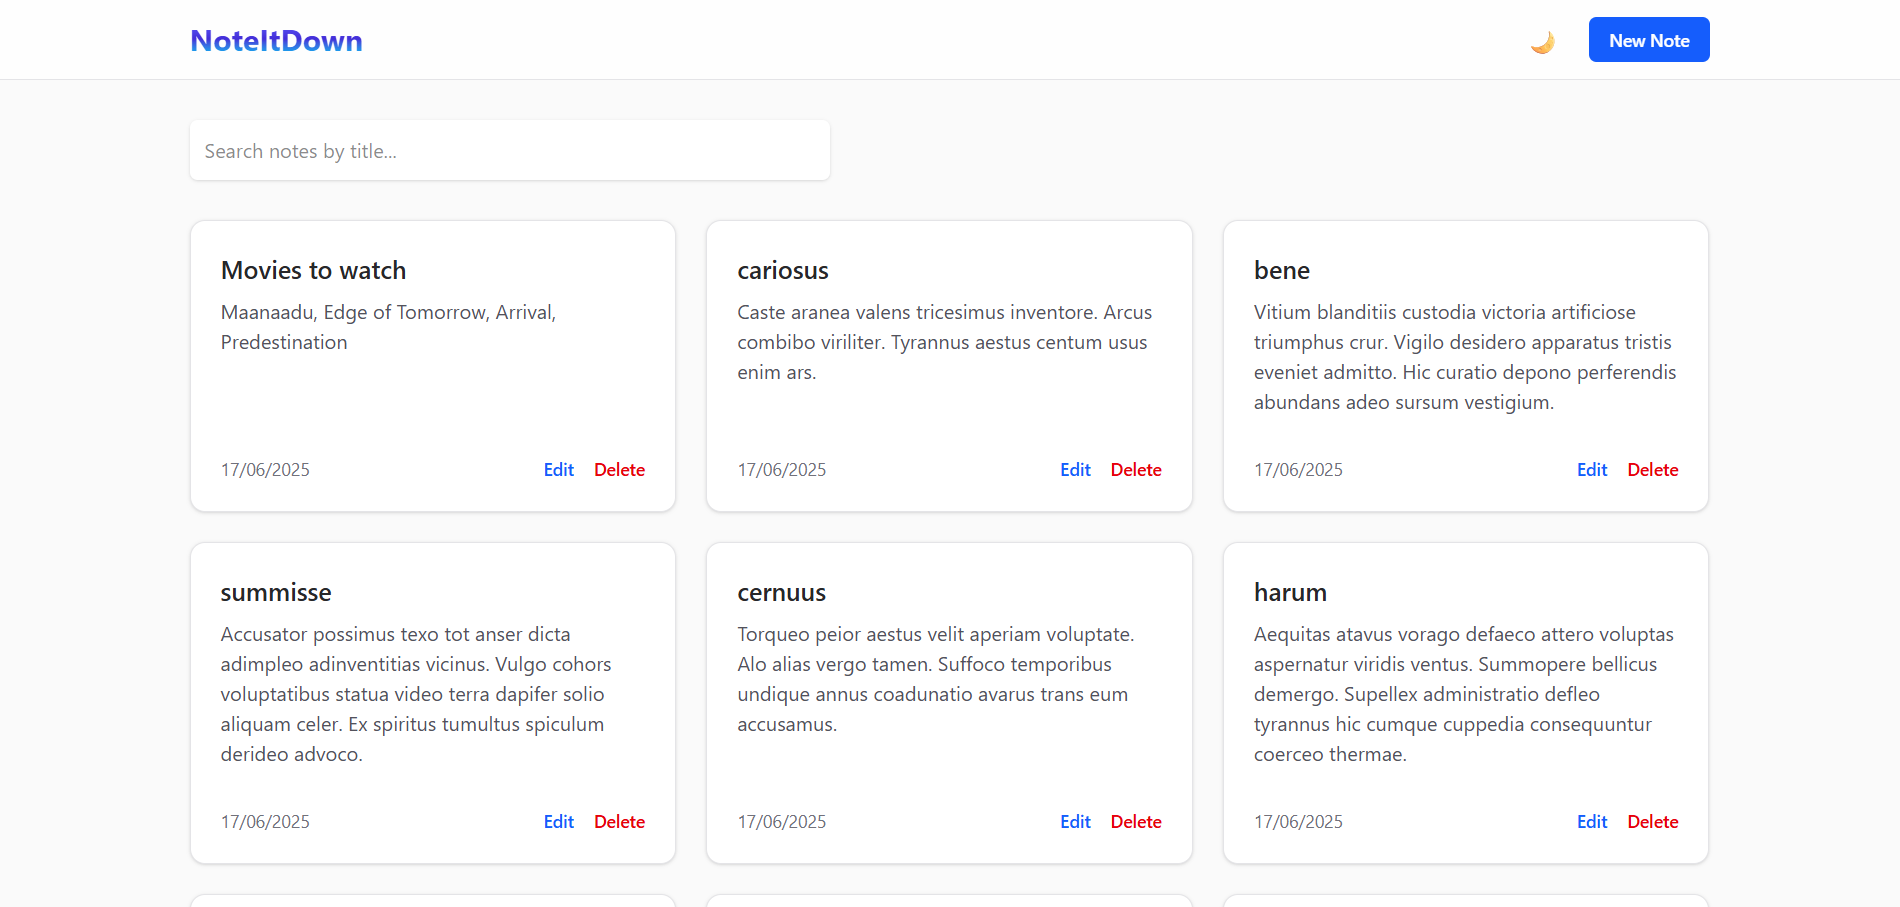 NoteItDown
New Note
Search notes by title...
Movies to watch
Maanaadu, Edge of Tomorrow, Arrival,
Predestination
17/06/2025 Edit Delete
cariosus
Caste aranea valens tricesimus inventore. Arcus
combibo viriliter. Tyrannus aestus centum usus
enim ars.
17/06/2025 Edit Delete
bene
Vitium blanditiis custodia victoria artificiose
triumphus crur. Vigilo desidero apparatus tristis
eveniet admitto. Hic curatio depono perferendis
abundans adeo sursum vestigium.
17/06/2025 Edit Delete
summisse
Accusator possimus texo tot anser dicta
adimpleo adinventitias vicinus. Vulgo cohors
voluptatibus statua video terra dapifer solio
aliquam celer. Ex spiritus tumultus spiculum
derideo advoco.
17/06/2025 Edit Delete
cernuus
Torqueo peior aestus velit aperiam voluptate.
Alo alias vergo tamen. Suffoco temporibus
undique annus coadunatio avarus trans eum
accusamus.
17/06/2025 Edit Delete
harum
Aequitas atavus vorago defaeco attero voluptas
aspernatur viridis ventus. Summopere bellicus
demergo. Supellex administratio defleo
tyrannus hic cumque cuppedia consequuntur
coerceo thermae.
17/06/2025 Edit Delete